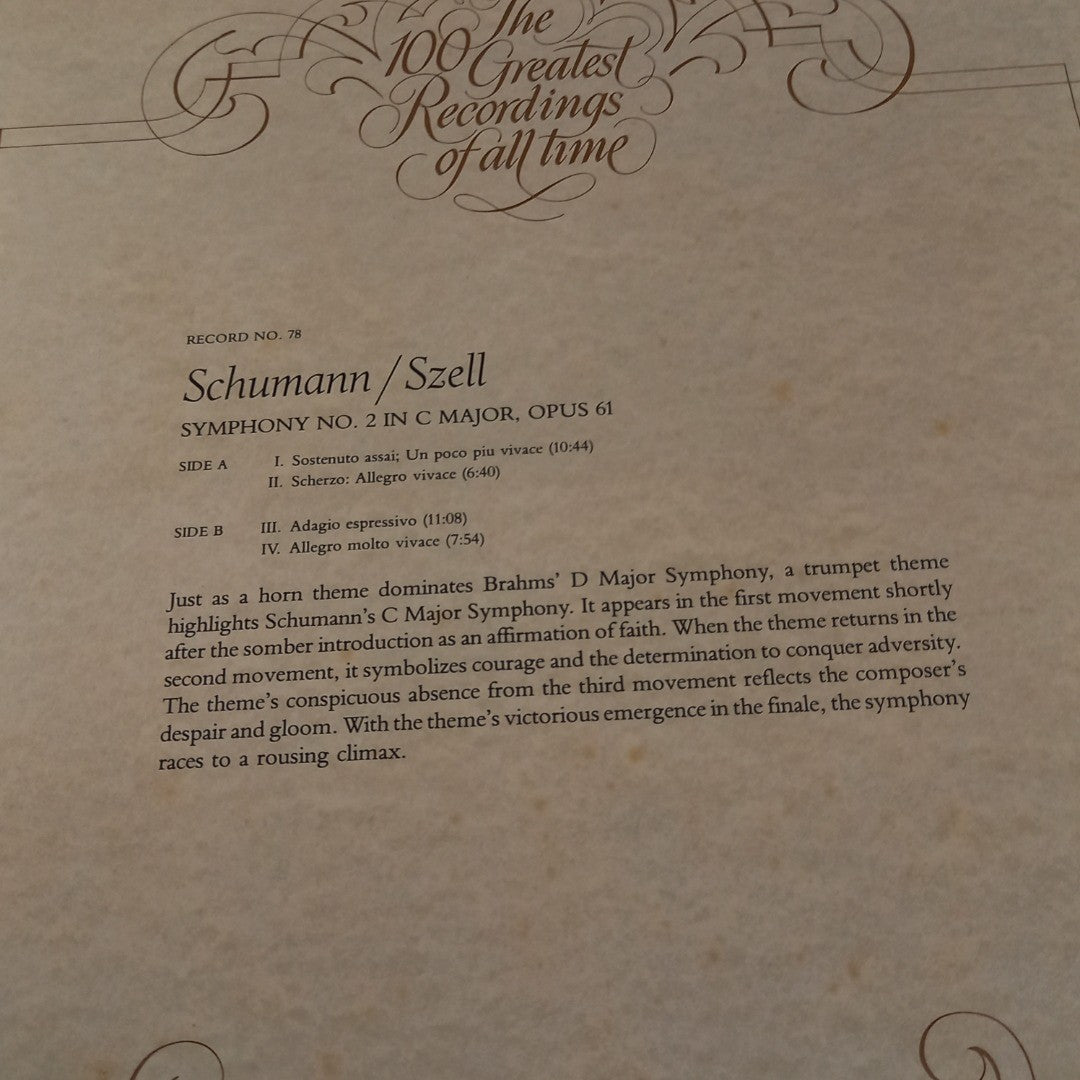 The
100 Greatest
Recordings
of all time
RECORD NO. 78
Schumann / Szell
SYMPHONY NO. 2 IN C MAJOR, OPUS 61
SIDE A I. Sostenuto assai; Un poco piu vivace (10:44)
II. Scherzo: Allegro vivace (6:40)
SIDE B III. Adagio espressivo (11:08)
IV. Allegro molto vivace (7:54)
Just as a horn theme dominates Brahms’ D Major Symphony, a trumpet theme
highlights Schumann’s C Major Symphony. It appears in the first movement shortly
after the somber introduction as an affirmation of faith. When the theme returns in the
second movement, it symbolizes courage and the determination to conquer adversity.
The theme’s conspicuous absence from the third movement reflects the composer’s
despair and gloom. With the theme’s victorious emergence in the finale, the symphony
races to a rousing climax.